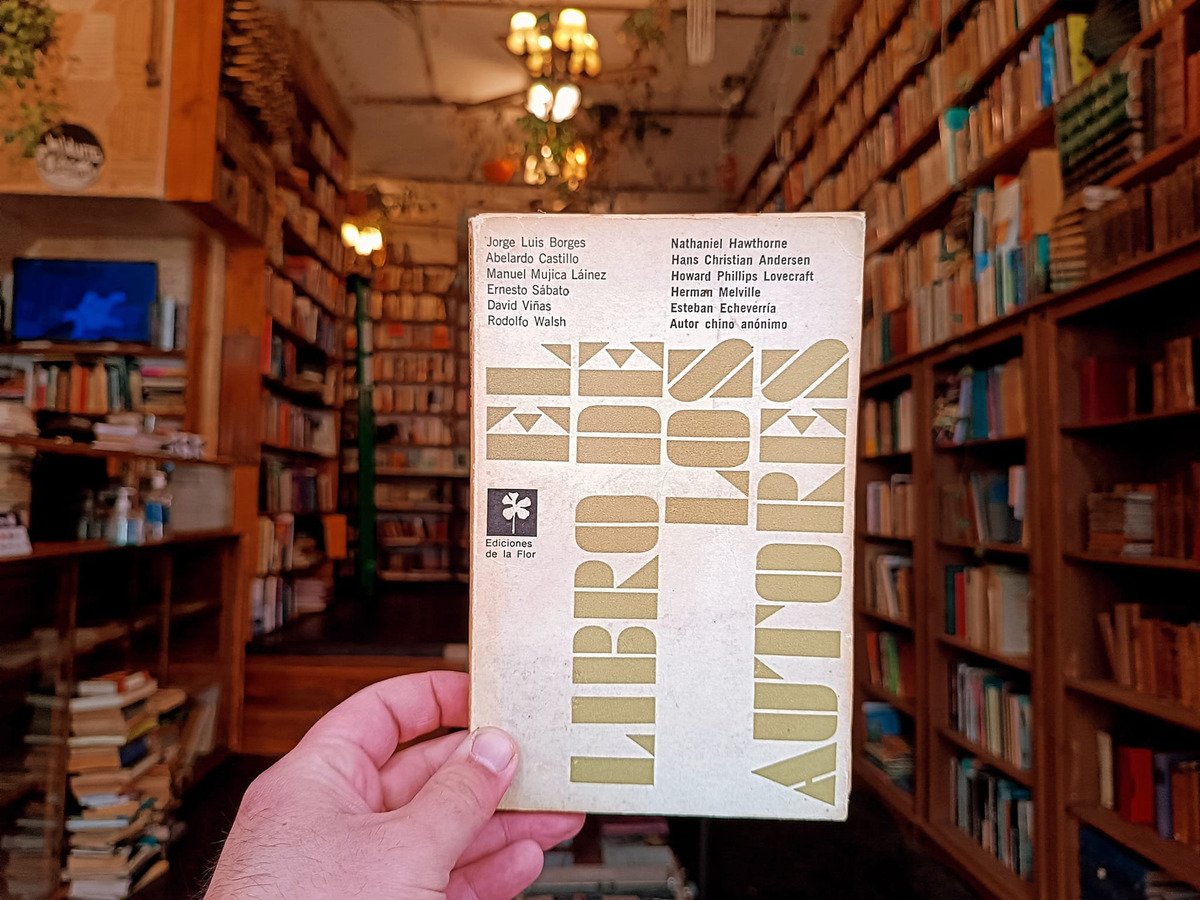 Jorge Luis Borges
Abelardo Castillo
Manuel Mujica Láinez
Ernesto Sábato
David Viñas
Rodolfo Walsh
Nathaniel Hawthorne
Hans Christian Andersen
Howard Phillips Lovecraft
Herman Melville
Esteban Echeverría
Autor chino anónimo
EL
LIBRO DE
LOS
AUTORES
Ediciones
de la Flor